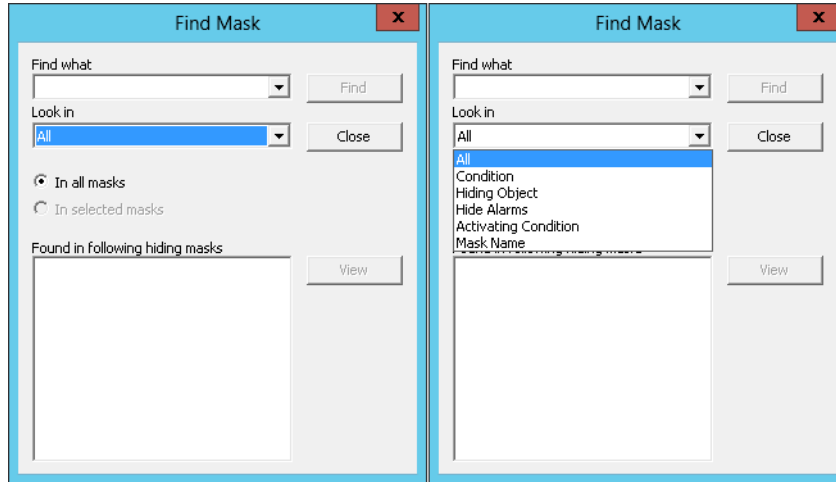 Find Mask
x
Find what
Find
Look in
All
Close
In all masks
In selected masks
Found in following hiding masks
View
Find Mask
x
Find what
Find
Look in
All
Close
All
Condition
Hiding Object
Hide Alarms
Activating Condition
Mask Name
View